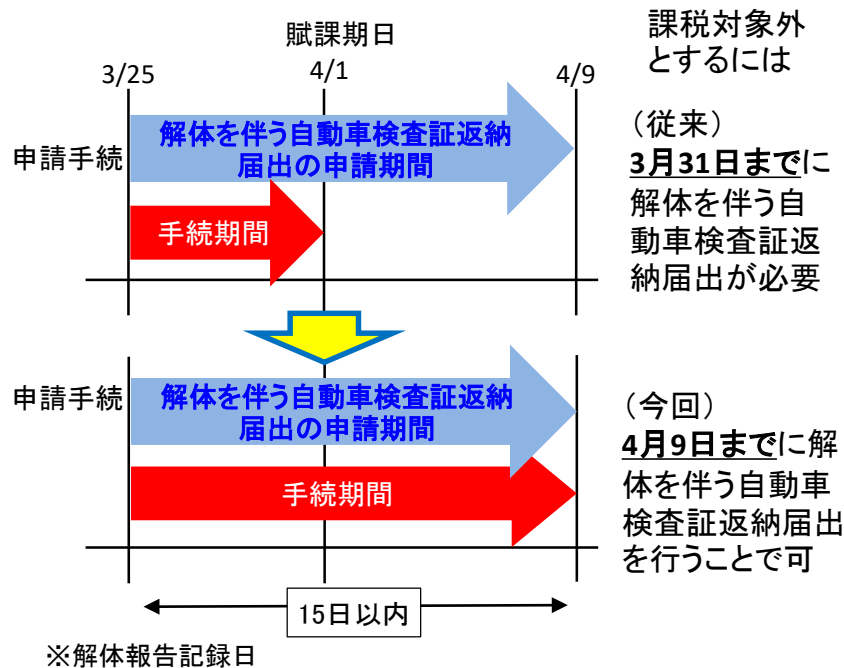 賦課期日
3/25
4/1
4/9
課税対象外
とするには
申請手続
解体を伴う自動車検査証返納
届出の申請期間
手続期間
（従来）
3月31日までに
解体を伴う自
動車検査証返
納届出が必要
申請手続
解体を伴う自動車検査証返納
届出の申請期間
手続期間
（今回）
4月9日までに解
体を伴う自動車
検査証返納届出
を行うことで可
15日以内
※解体報告記録日